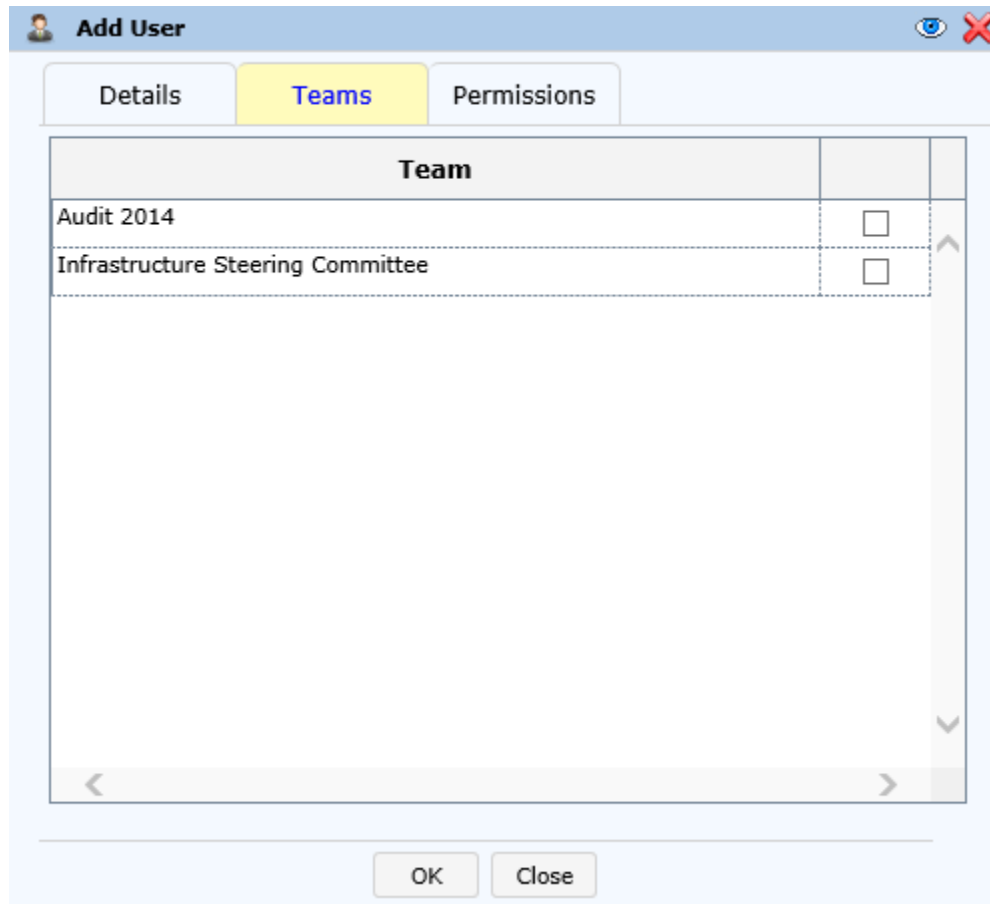 Add User
Details Teams Permissions
Team
Audit 2014
Infrastructure Steering Committee
OK Close